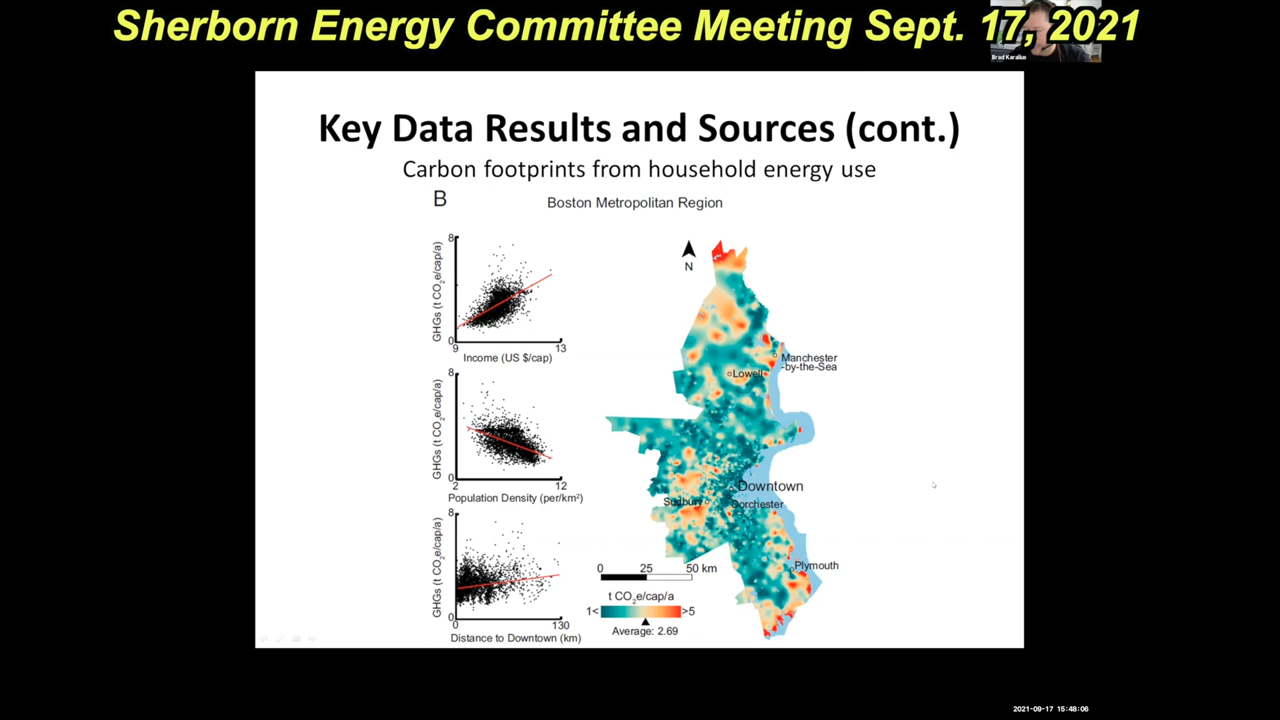 Sherborn Energy Committee Meeting Sept. 17, 2021
Brad Karalius
Key Data Results and Sources (cont.)
Carbon footprints from household energy use
B
Boston Metropolitan Region
8
GHGs (t CO2e/cap/a)
0
9
13
Income (US $/cap)
8
GHGs (t CO2e/cap/a)
0
2
12
Population Density (per/km²)
8
GHGs (t CO2e/cap/a)
0
0
130
Distance to Downtown (km)
N
Manchester
-by-the-Sea
Lowell
Downtown
Sudbury
Dorchester
Plymouth
0 25 50 km
t CO2e/cap/a
1< >5
Average: 2.69
2021-09-17 15:48:06